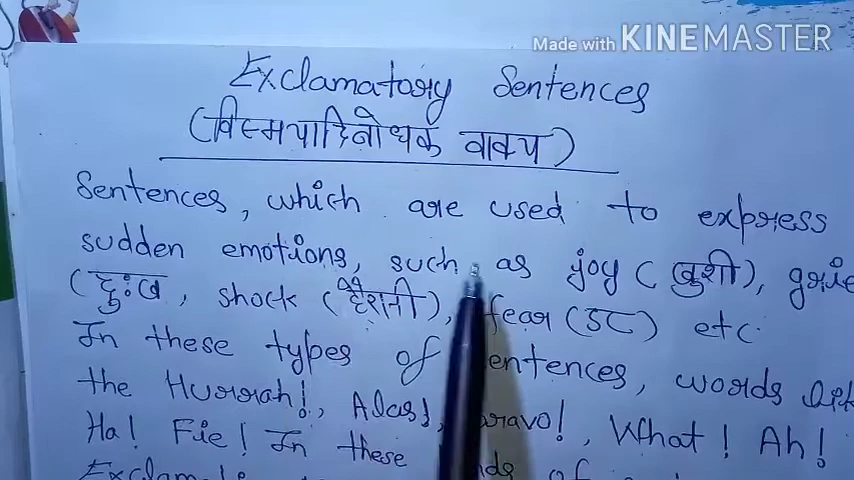 Made with KINEMASTER
Exclamatory Sentences
(विस्मयादिबोधक वाक्य)
Sentences, which are used to express
sudden emotions, such as joy (खुशी),
(दुःख, shock (हैरानी), fear (डर) etc.
In these types of sentences, words
the Hurrah!, Alas!, Bravo!, What! Ah!
Ha! Fie! In these of